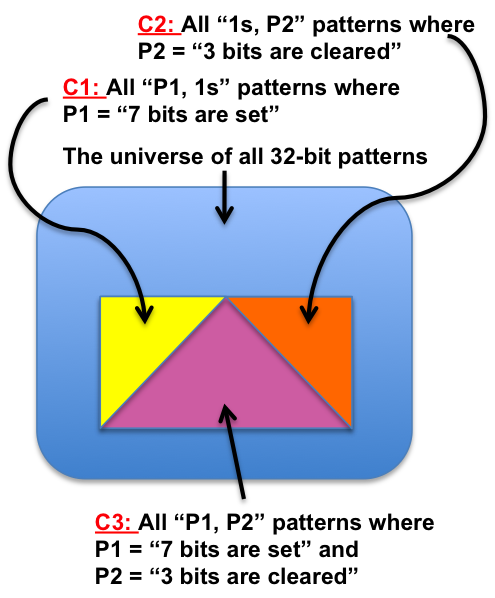 C2: All “1s, P2” patterns where
P2 = “3 bits are cleared”
C1: All “P1, 1s” patterns where
P1 = “7 bits are set”
The universe of all 32-bit patterns
C3: All “P1, P2” patterns where
P1 = “7 bits are set” and
P2 = “3 bits are cleared”